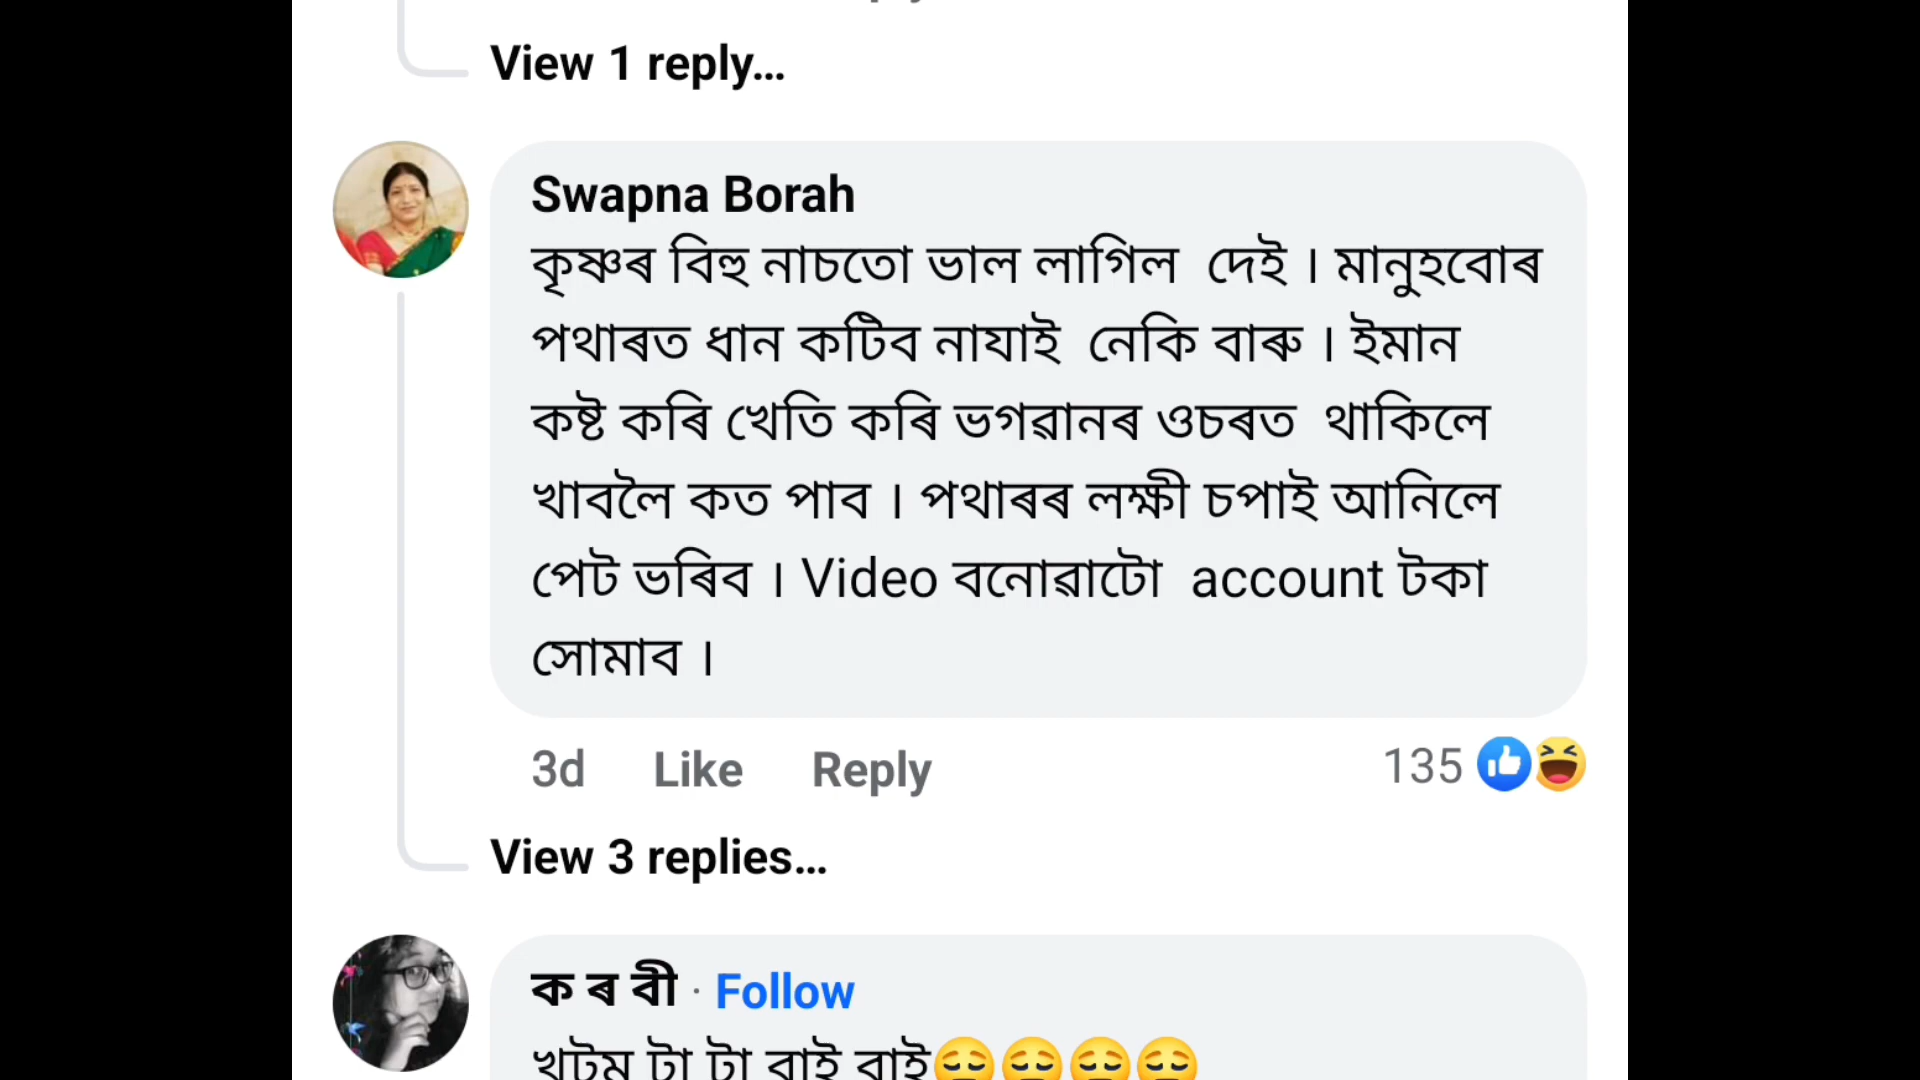 View 1 reply...
Swapna Borah
কৃষ্ণৰ বিহু নাচতো ভাল লাগিল দেই । মানুহবোৰ
পথাৰত ধান কটিব নাযাই নেকি বাৰু । ইমান
কষ্ট কৰি খেতি কৰি ভগৱানৰ ওচৰত থাকিলে
খাবলৈ কত পাব । পথাৰৰ লক্ষী চপাই আনিলে
পেট ভৰিব । Video বনোৱাটো account টকা
সোমাব ।
3d Like Reply 135
View 3 replies...
ক ৰ বী · Follow
খটম টা টা বাই বাই😌😌😌😌